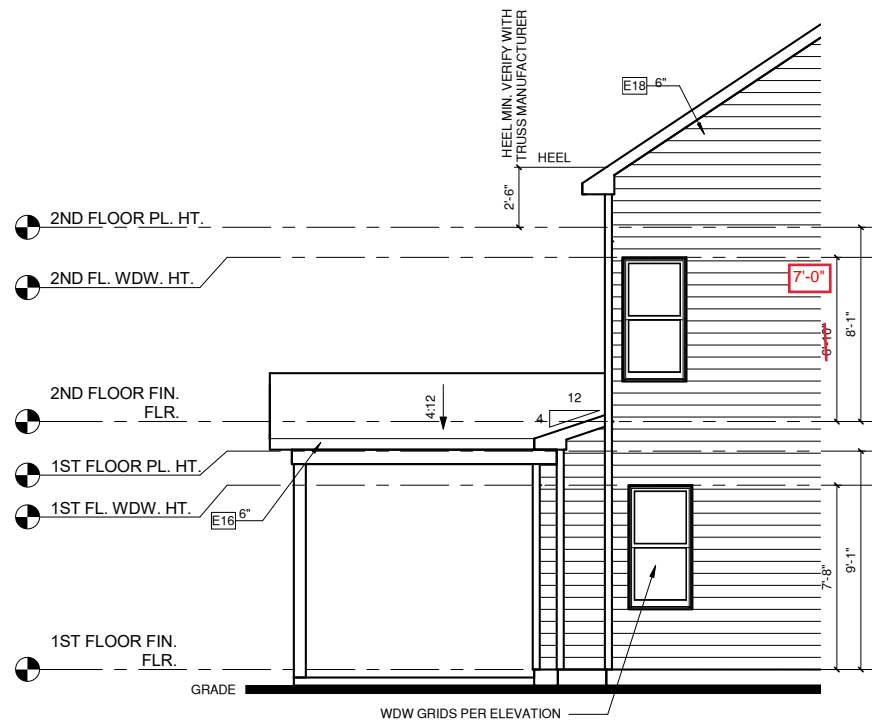 HEEL MIN. VERIFY WITH
TRUSS MANUFACTURER
E18 6"
HEEL
2'-6"
2ND FLOOR PL. HT.
2ND FL. WDW. HT.
7'-0"
6'-10"
8'-1"
2ND FLOOR FIN.
FLR.
4:12
12
4
1ST FLOOR PL. HT.
1ST FL. WDW. HT.
E16 6"
7'-8"
9'-1"
1ST FLOOR FIN.
FLR.
GRADE
WDW GRIDS PER ELEVATION